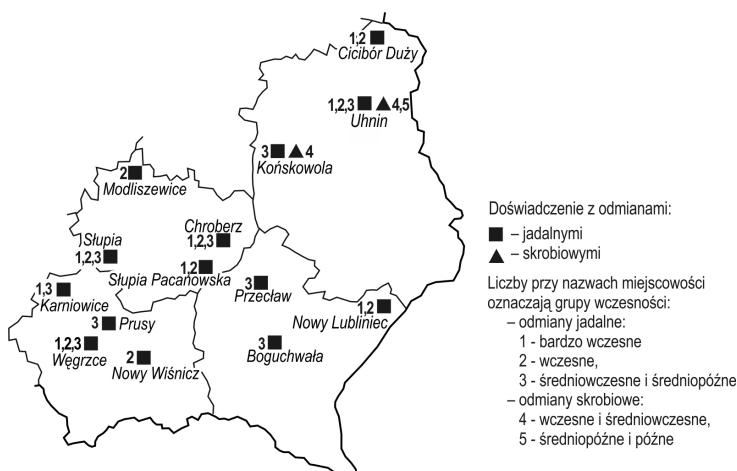 1,2
Cicibór Duży
1,2,3 4,5
Uhnin
3 4
Końskowola
2
Modliszewice
Chroberz
1,2,3
Słupia
1,2,3
1,2
Słupia Pacanowska
1,3
Karniowice
3
Przecław
1,2
Nowy Lubliniec
3 Prusy
1,2,3
Węgrzce
2
Nowy Wiśnicz
3
Boguchwała
Doświadczenie z odmianami:
– jadalnymi
– skrobiowymi
Liczby przy nazwach miejscowości
oznaczają grupy wczesności:
– odmiany jadalne:
1 - bardzo wczesne
2 - wczesne,
3 - średniowczesne i średniopóźne
– odmiany skrobiowe:
4 - wczesne i średniowczesne,
5 - średniopóźne i późne